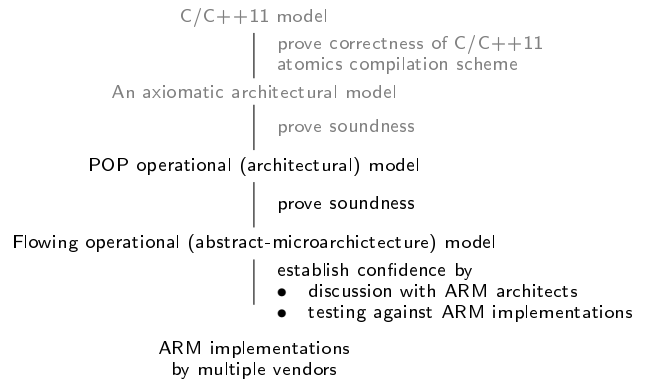 C/C++11 model
prove correctness of C/C++11
atomics compilation scheme
An axiomatic architectural model
prove soundness
POP operational (architectural) model
prove soundness
Flowing operational (abstract-microarchictecture) model
establish confidence by
• discussion with ARM architects
• testing against ARM implementations
ARM implementations
by multiple vendors